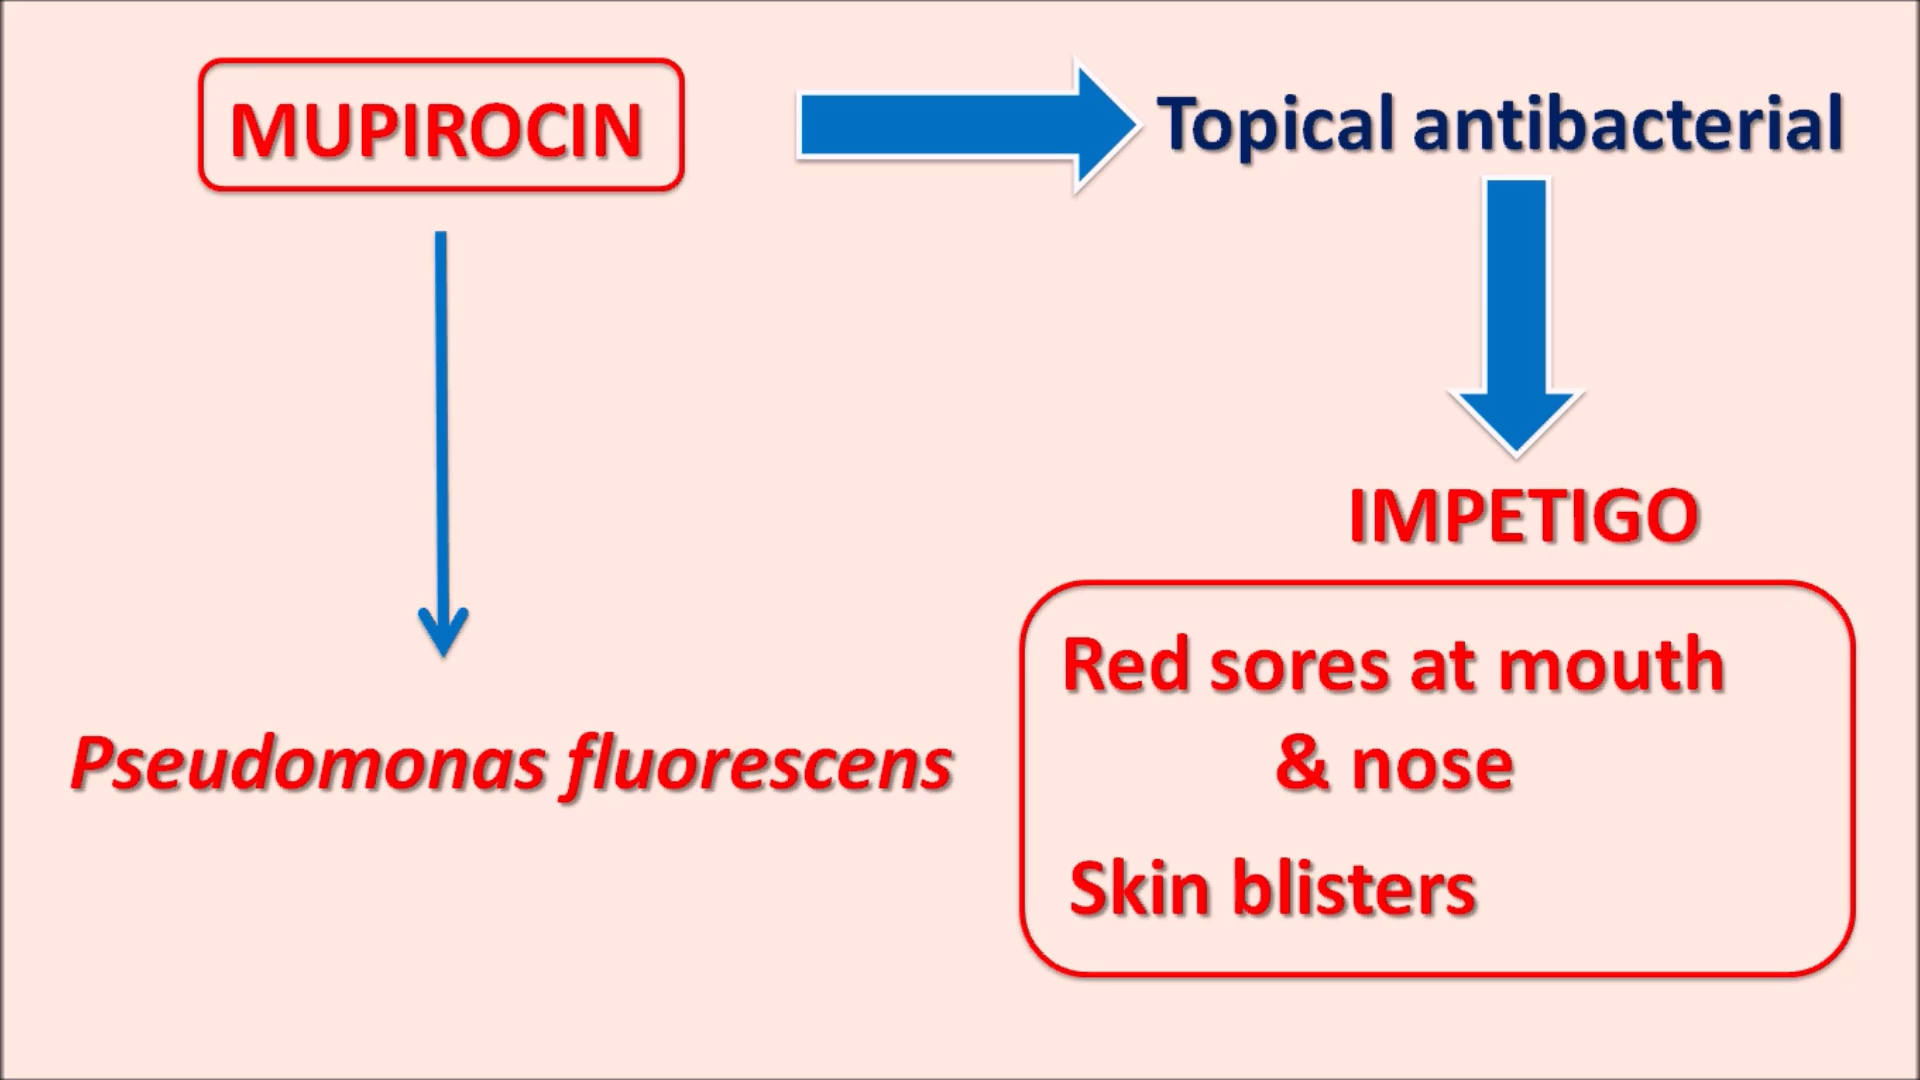 MUPIROCIN
Topical antibacterial
IMPETIGO
Red sores at mouth
& nose
Skin blisters
Pseudomonas fluorescens